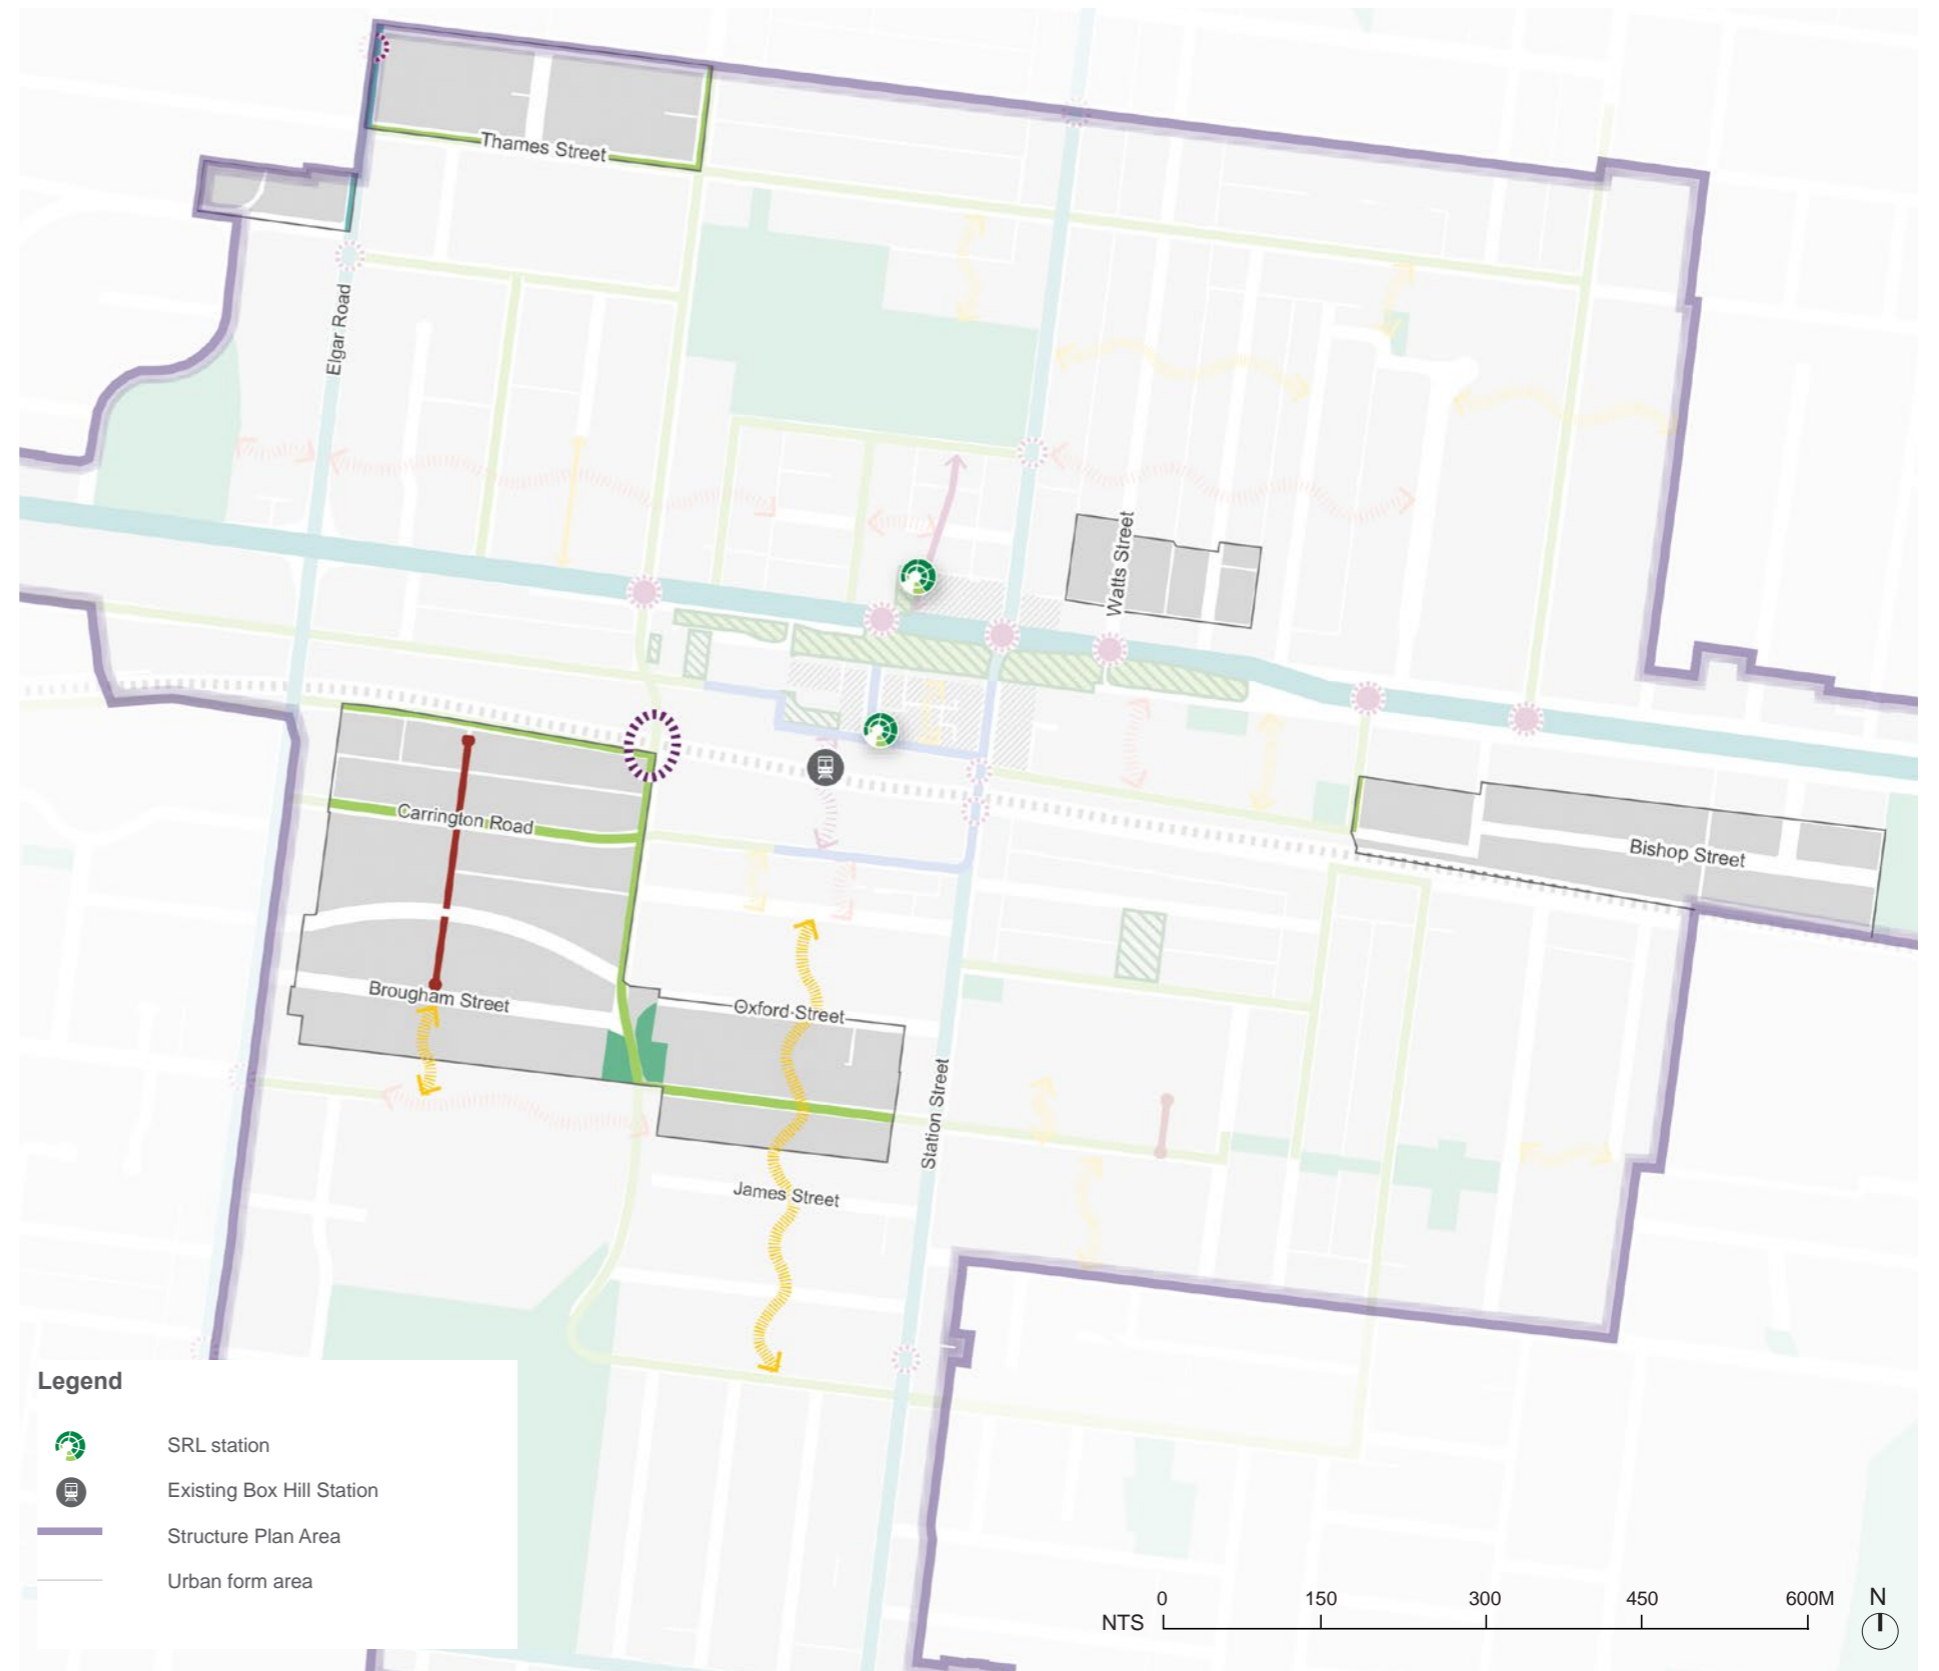 Thames Street
Elgar Road
Watts Street
Carrington Road
Bishop Street
Brougham Street
Oxford Street
Station Street
James Street
Legend
SRL station
Existing Box Hill Station
Structure Plan Area
Urban form area
0 150 300 450 600M N
NTS